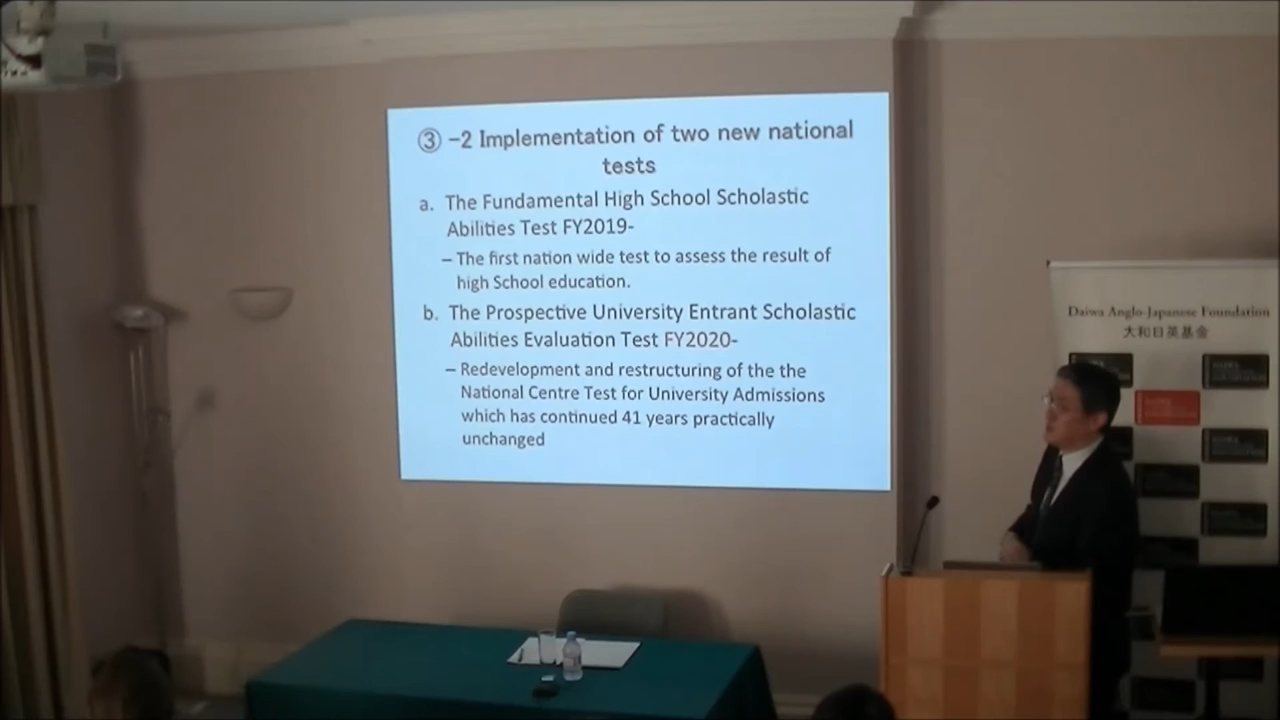 ③ −2 Implementation of two new national
tests
a. The Fundamental High School Scholastic
Abilities Test FY2019-
– The first nation wide test to assess the result of
high School education.
b. The Prospective University Entrant Scholastic
Abilities Evaluation Test FY2020-
– Redevelopment and restructuring of the the
National Centre Test for University Admissions
which has continued 41 years practically
unchanged
Daiwa Anglo-Japanese Foundation
大和日英基金